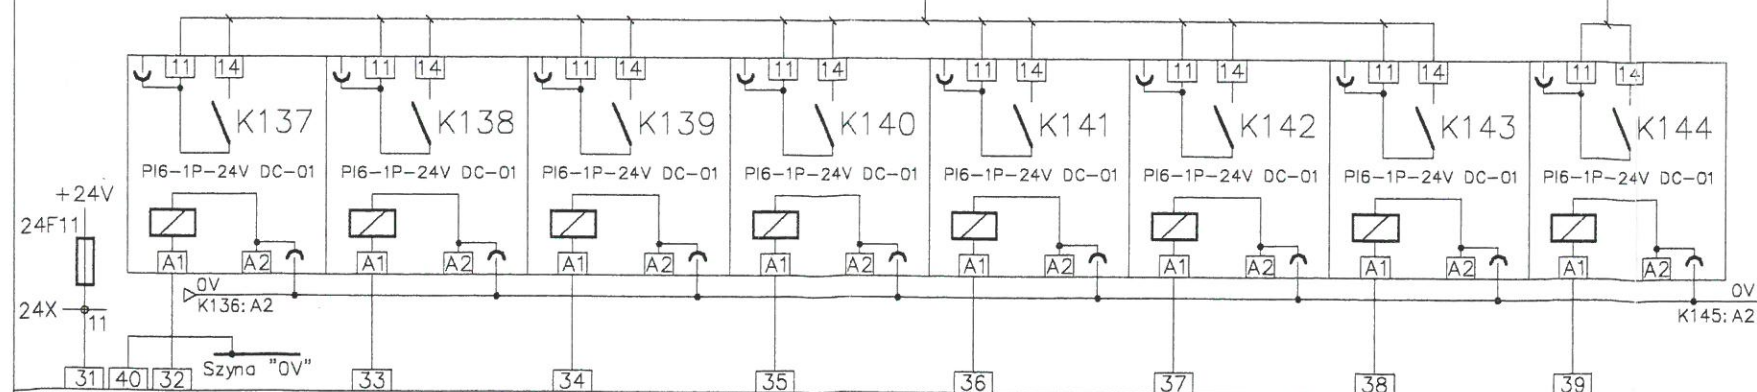 11 14 11 14 11 14 11 14 11 14 11 14 11 14 11 14
K137 K138 K139 K140 K141 K142 K143 K144
PI6-1P-24V DC-01 PI6-1P-24V DC-01 PI6-1P-24V DC-01 PI6-1P-24V DC-01 PI6-1P-24V DC-01 PI6-1P-24V DC-01 PI6-1P-24V DC-01 PI6-1P-24V DC-01
+24V
24F11
A1 A2 A1 A2 A1 A2 A1 A2 A1 A2 A1 A2 A1 A2 A1 A2
0V 0V
K136:A2 K145:A2
24X 11
Szyna "0V"
31 40 32 33 34 35 36 37 38 39